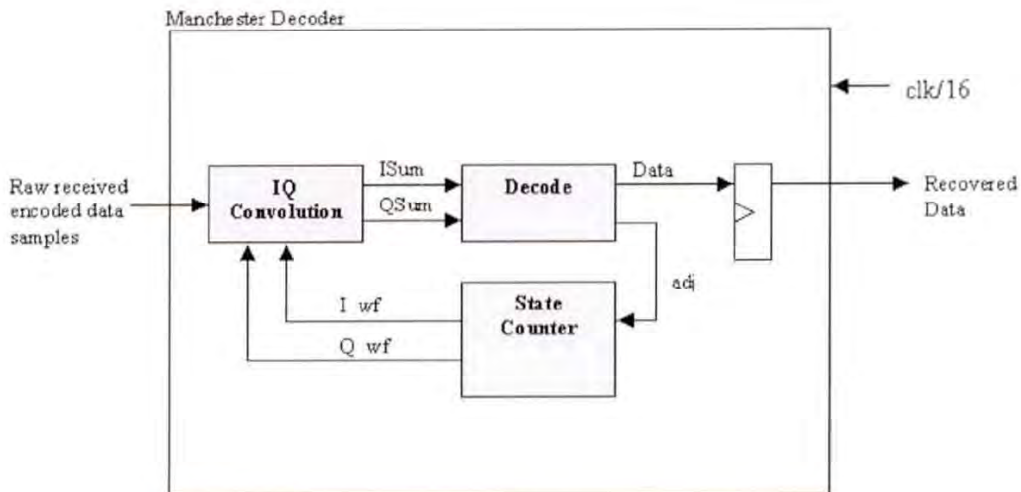 Manchester Decoder
clk/16
Raw received
encoded data
samples
IQ
Convolution
ISum
QSum
Decode
Data
Recovered
Data
adj
State
Counter
I wf
Q wf